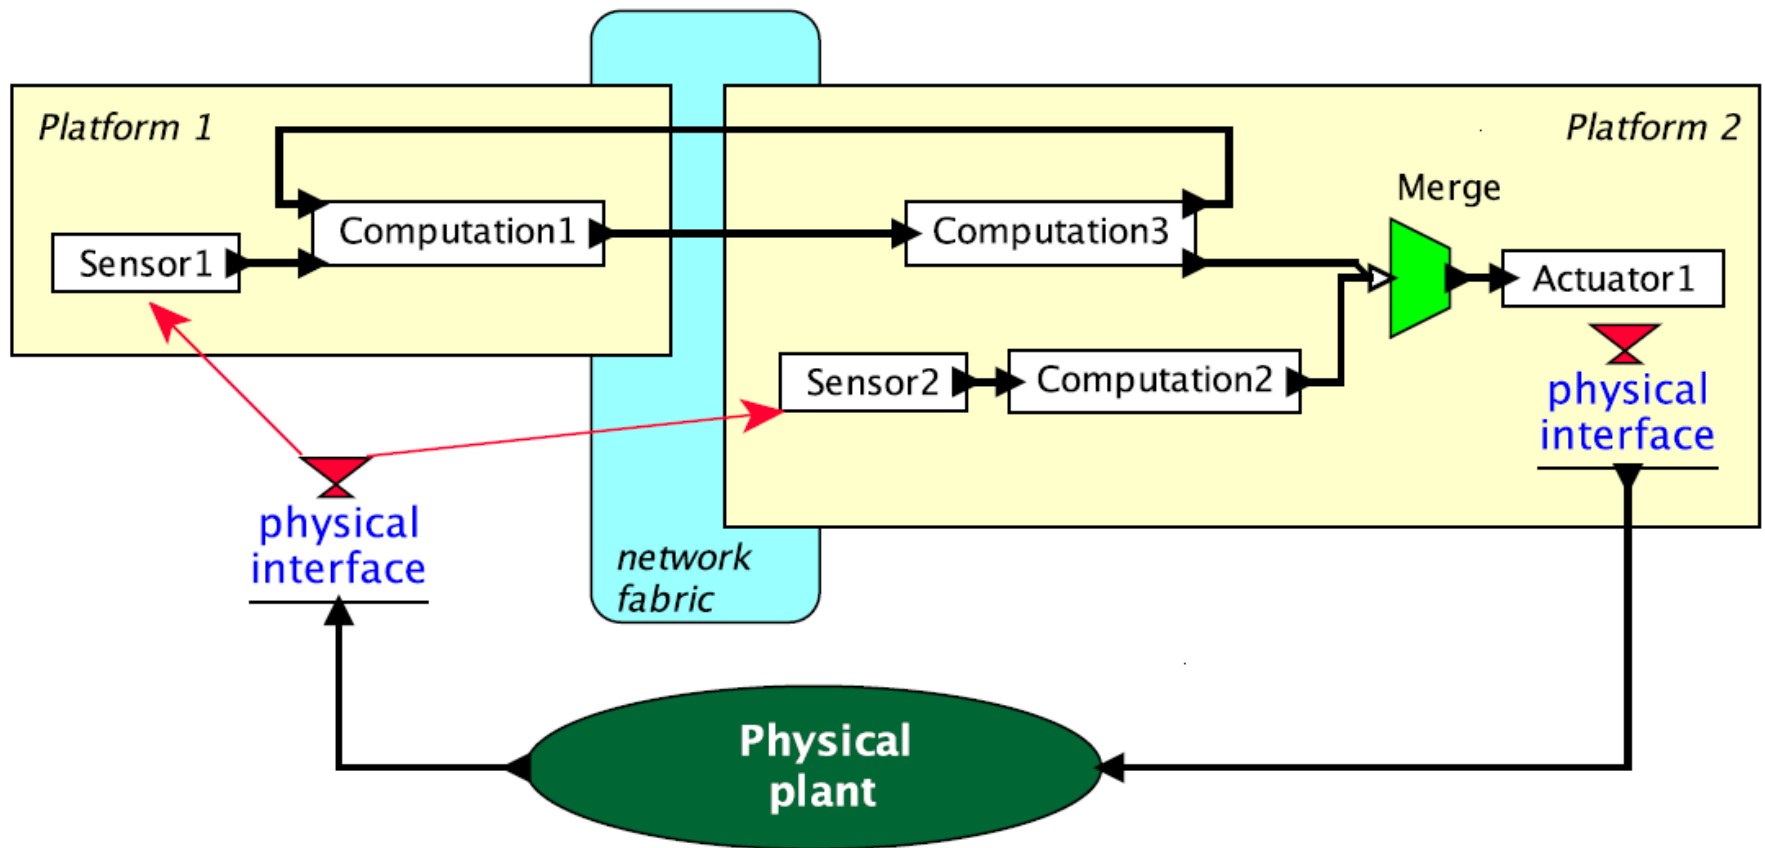 Platform 1
Platform 2
Merge
Computation1
Computation3
Sensor1
Actuator1
Sensor2
Computation2
physical
interface
physical
interface
network
fabric
Physical
plant